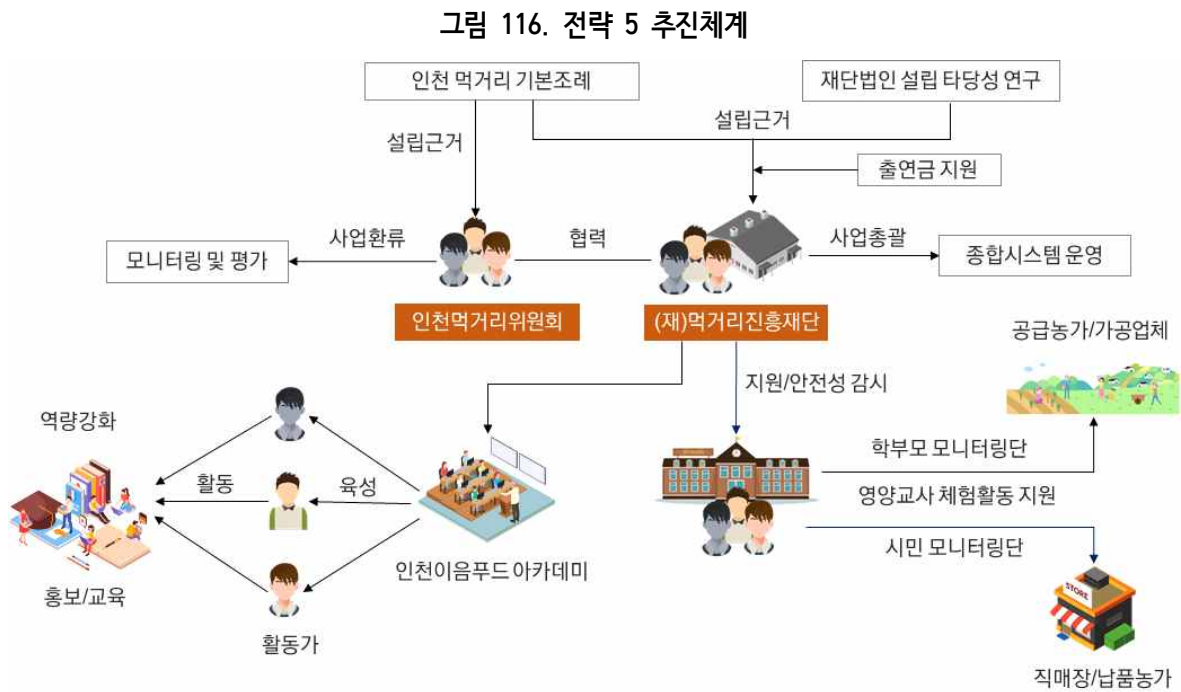 그림 116. 전략 5 추진체계
인천 먹거리 기본조례
재단법인 설립 타당성 연구
설립근거
설립근거
출연금 지원
사업환류
협력
사업총괄
모니터링 및 평가
종합시스템 운영
인천먹거리위원회
(재)먹거리진흥재단
공급농가/가공업체
지원/안전성 감시
역량강화
학부모 모니터링단
활동
육성
영양교사 체험활동 지원
시민 모니터링단
인천이음푸드 아카데미
홍보/교육
활동가
STORE
직매장/납품농가